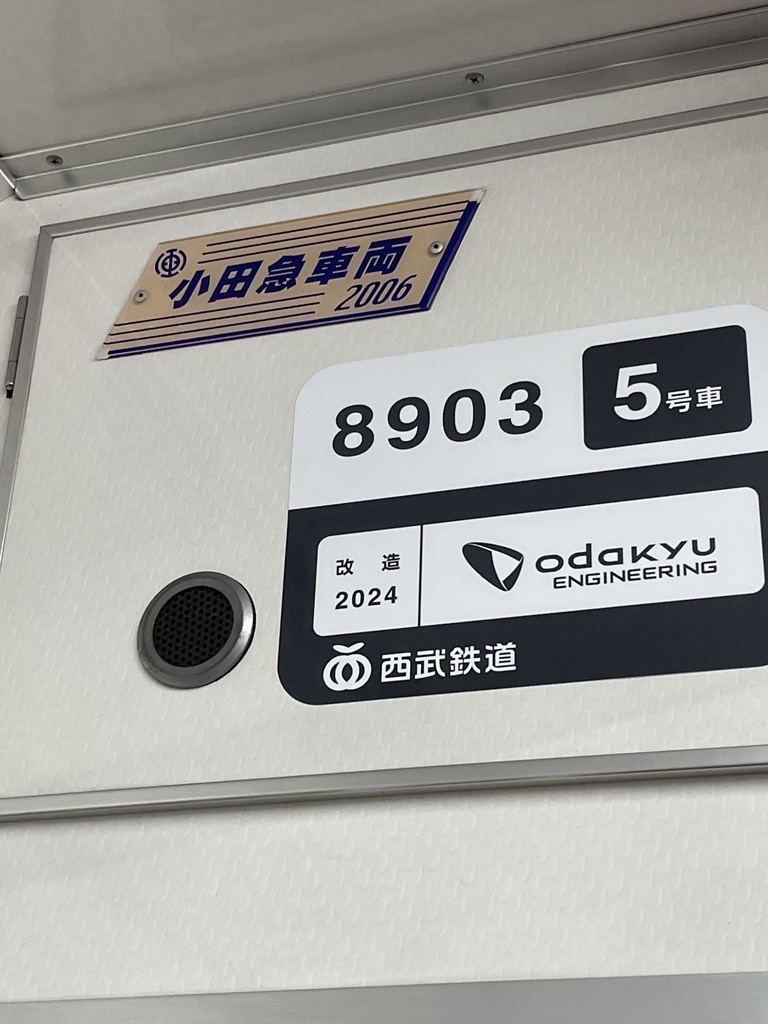 小田急車両
2006
8903
5号車
改造
2024
odakyu
ENGINEERING
西武鉄道